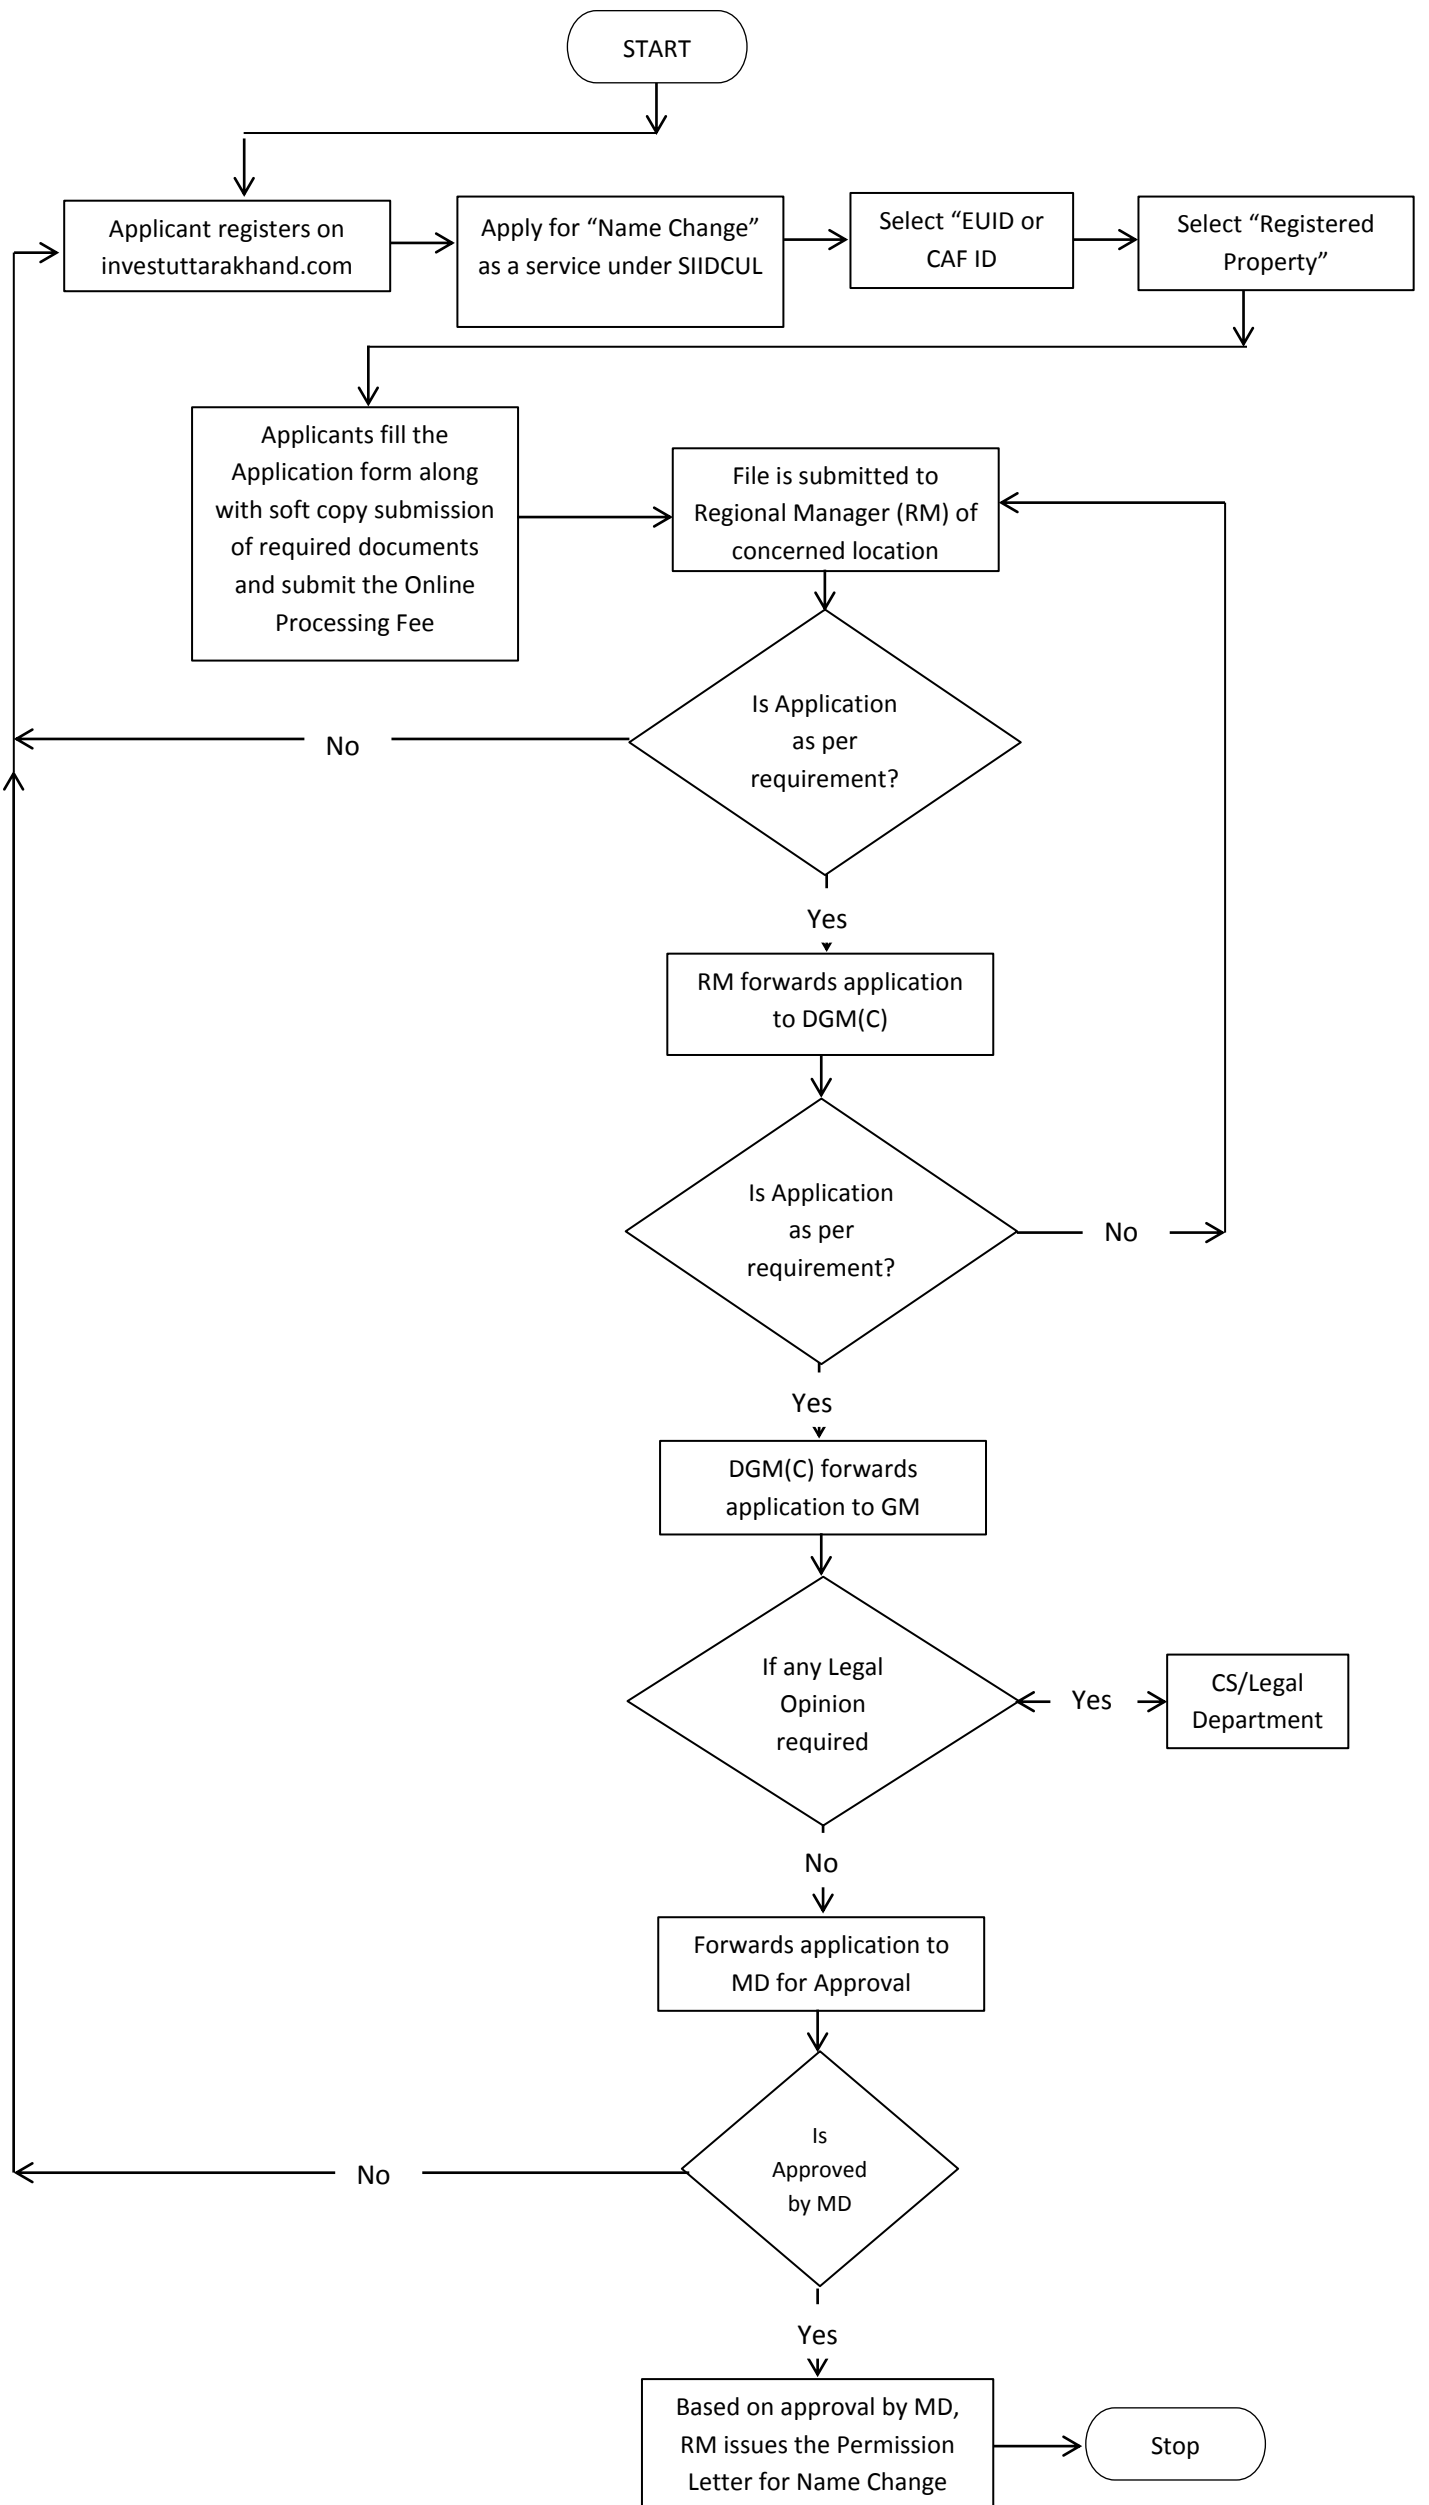 START
Applicant registers on
investuttarakhand.com
Apply for “Name Change”
as a service under SIIDCUL
Select “EUID or
CAF ID
Select “Registered
Property”
Applicants fill the
Application form along
with soft copy submission
of required documents
and submit the Online
Processing Fee
File is submitted to
Regional Manager (RM) of
concerned location
Is Application
as per
requirement?
No
Yes
RM forwards application
to DGM(C)
Is Application
as per
requirement?
No
Yes
DGM(C) forwards
application to GM
If any Legal
Opinion
required
Yes
CS/Legal
Department
No
Forwards application to
MD for Approval
Is
Approved
by MD
No
Yes
Based on approval by MD,
RM issues the Permission
Letter for Name Change
Stop